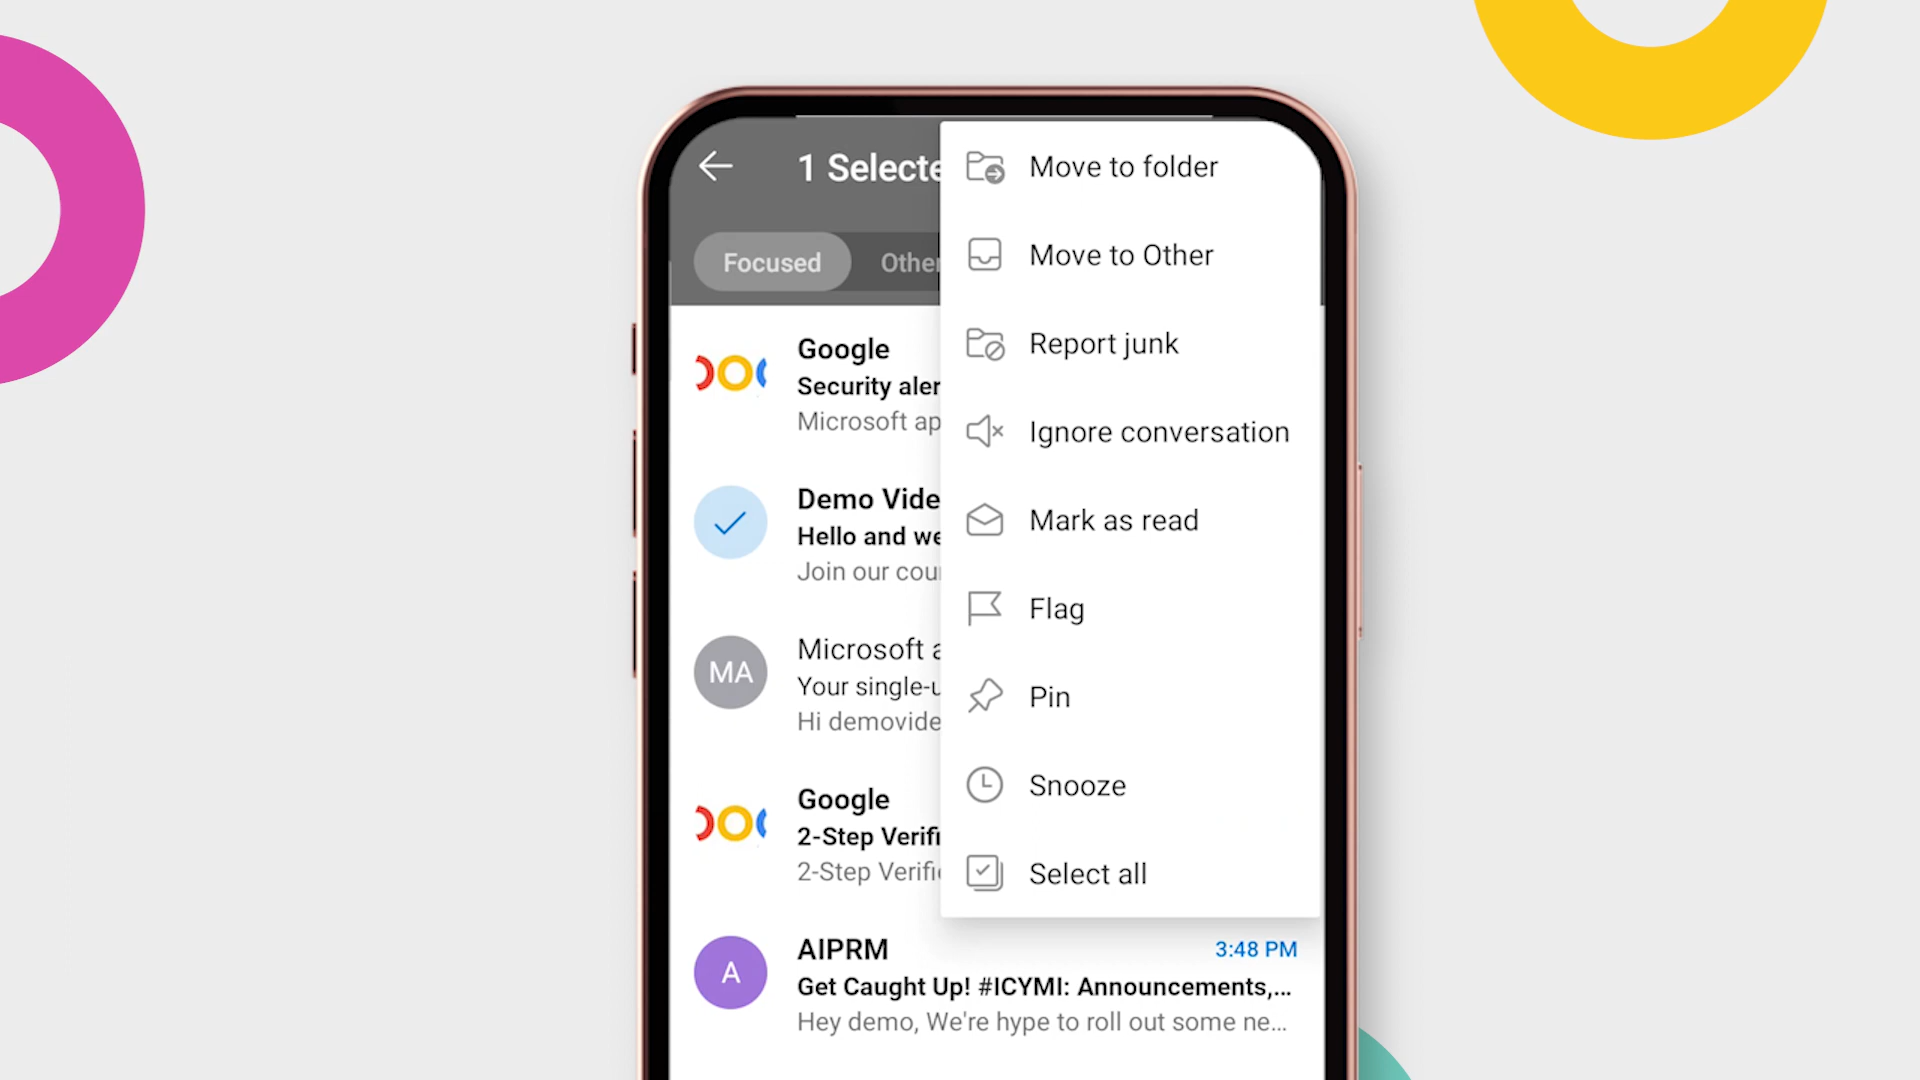 1 Selecte
Focused
Othe
Move to folder
Move to Other
Report junk
Ignore conversation
Mark as read
Flag
Pin
Snooze
Select all
Google
Security aler
Microsoft ap
Demo Vide
Hello and we
Join our cou
MA
Microsoft a
Your single-u
Hi demovide
Google
2-Step Verifi
2-Step Verifi
A
AIPRM
3:48 PM
Get Caught Up! #ICYMI: Announcements,...
Hey demo, We're hype to roll out some ne...